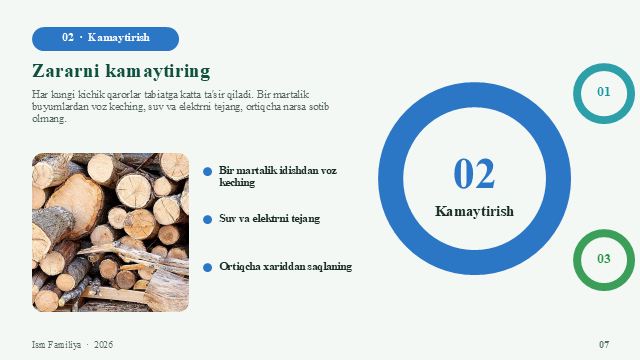 02 · Kamaytirish
Zararni kamaytiring
Har kungi kichik qarorlar tabiatga katta ta'sir qiladi. Bir martalik
buyumlardan voz keching, suv va elektrni tejang, ortiqcha narsa sotib
olmang.
Bir martalik idishdan voz
keching
Suv va elektrni tejang
Ortiqcha xariddan saqlaning
02
Kamaytirish
01
03
Ism Familiya · 2026
07